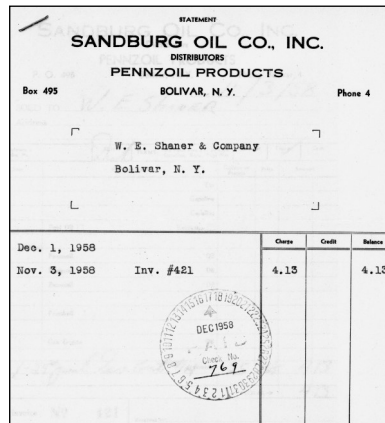 STATEMENT
SANDBURG OIL CO., INC.
DISTRIBUTORS
PENNZOIL PRODUCTS
Box 495 BOLIVAR, N. Y. Phone 4
W. E. Shaner & Company
Bolivar, N. Y.
Charge Credit Balance
Dec. 1, 1958
Nov. 3, 1958 Inv. #421 4.13 4.13
DEC 1958
Check No.
769